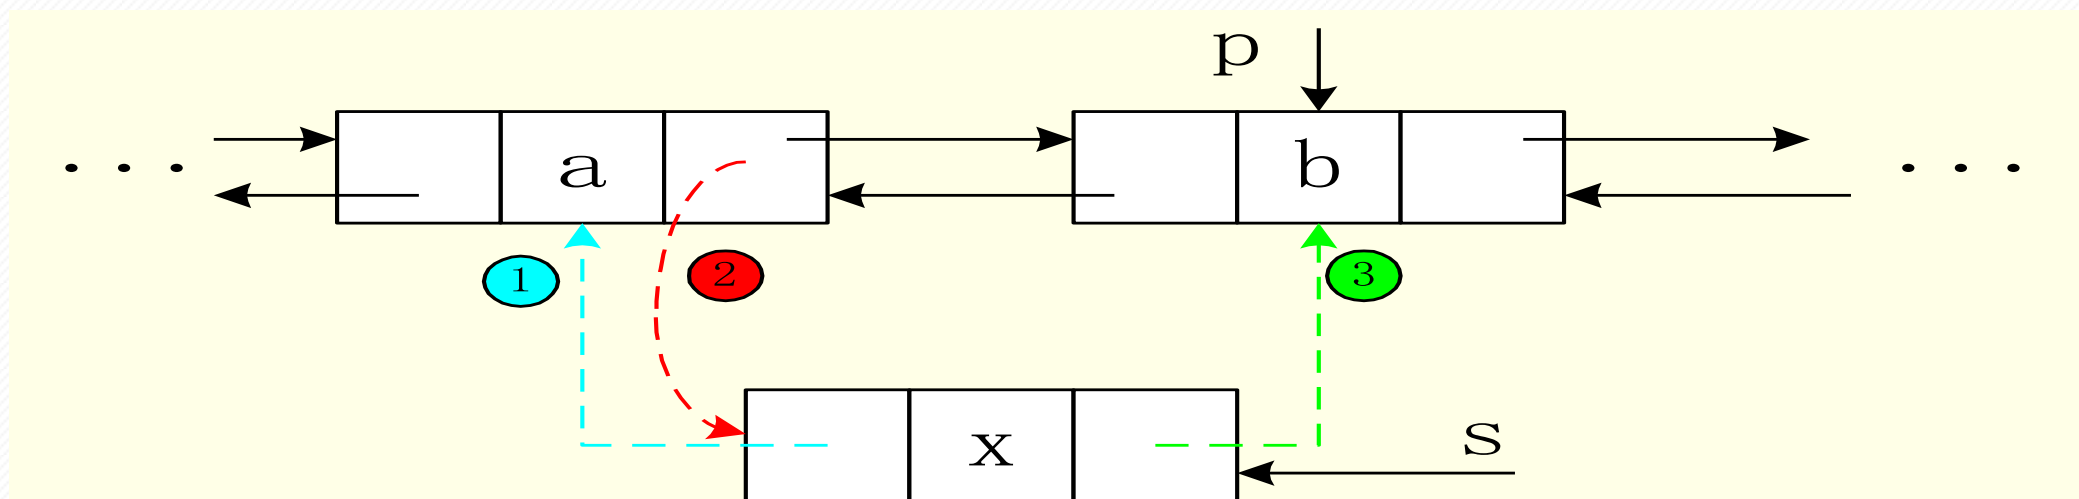 p
. . . a b . . .
1 2 3
x s